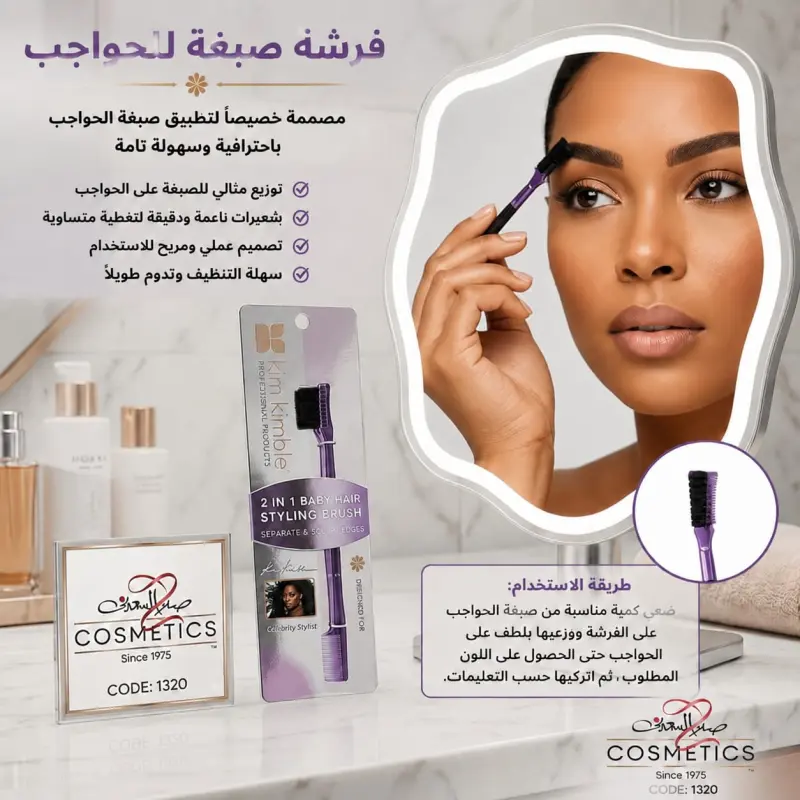 فرشة صبغة للحواجب
مصممة خصيصاً لتطبيق صبغة الحواجب
باحترافية وسهولة تامة
توزيع مثالي للصبغة على الحواجب
بشعيرات ناعمة ودقيقة لتغطية متساوية
تصميم عملي ومريح للاستخدام
سهلة التنظيف وتدوم طويلاً
kim kimble
PROFESSIONAL PRODUCTS
2 IN 1 BABY HAIR
STYLING BRUSH
SEPARATE &
EDGES
Celebrity Stylist
DESIGNED FOR
COSMETICS
Since 1975
CODE: 1320
طريقة الاستخدام:
ضعي كمية مناسبة من صبغة الحواجب
على الفرشة ووزعيها بلطف على
الحواجب حتى الحصول على اللون
المطلوب، ثم اتركيها حسب التعليمات.
COSMETICS
Since 1975
CODE: 1320